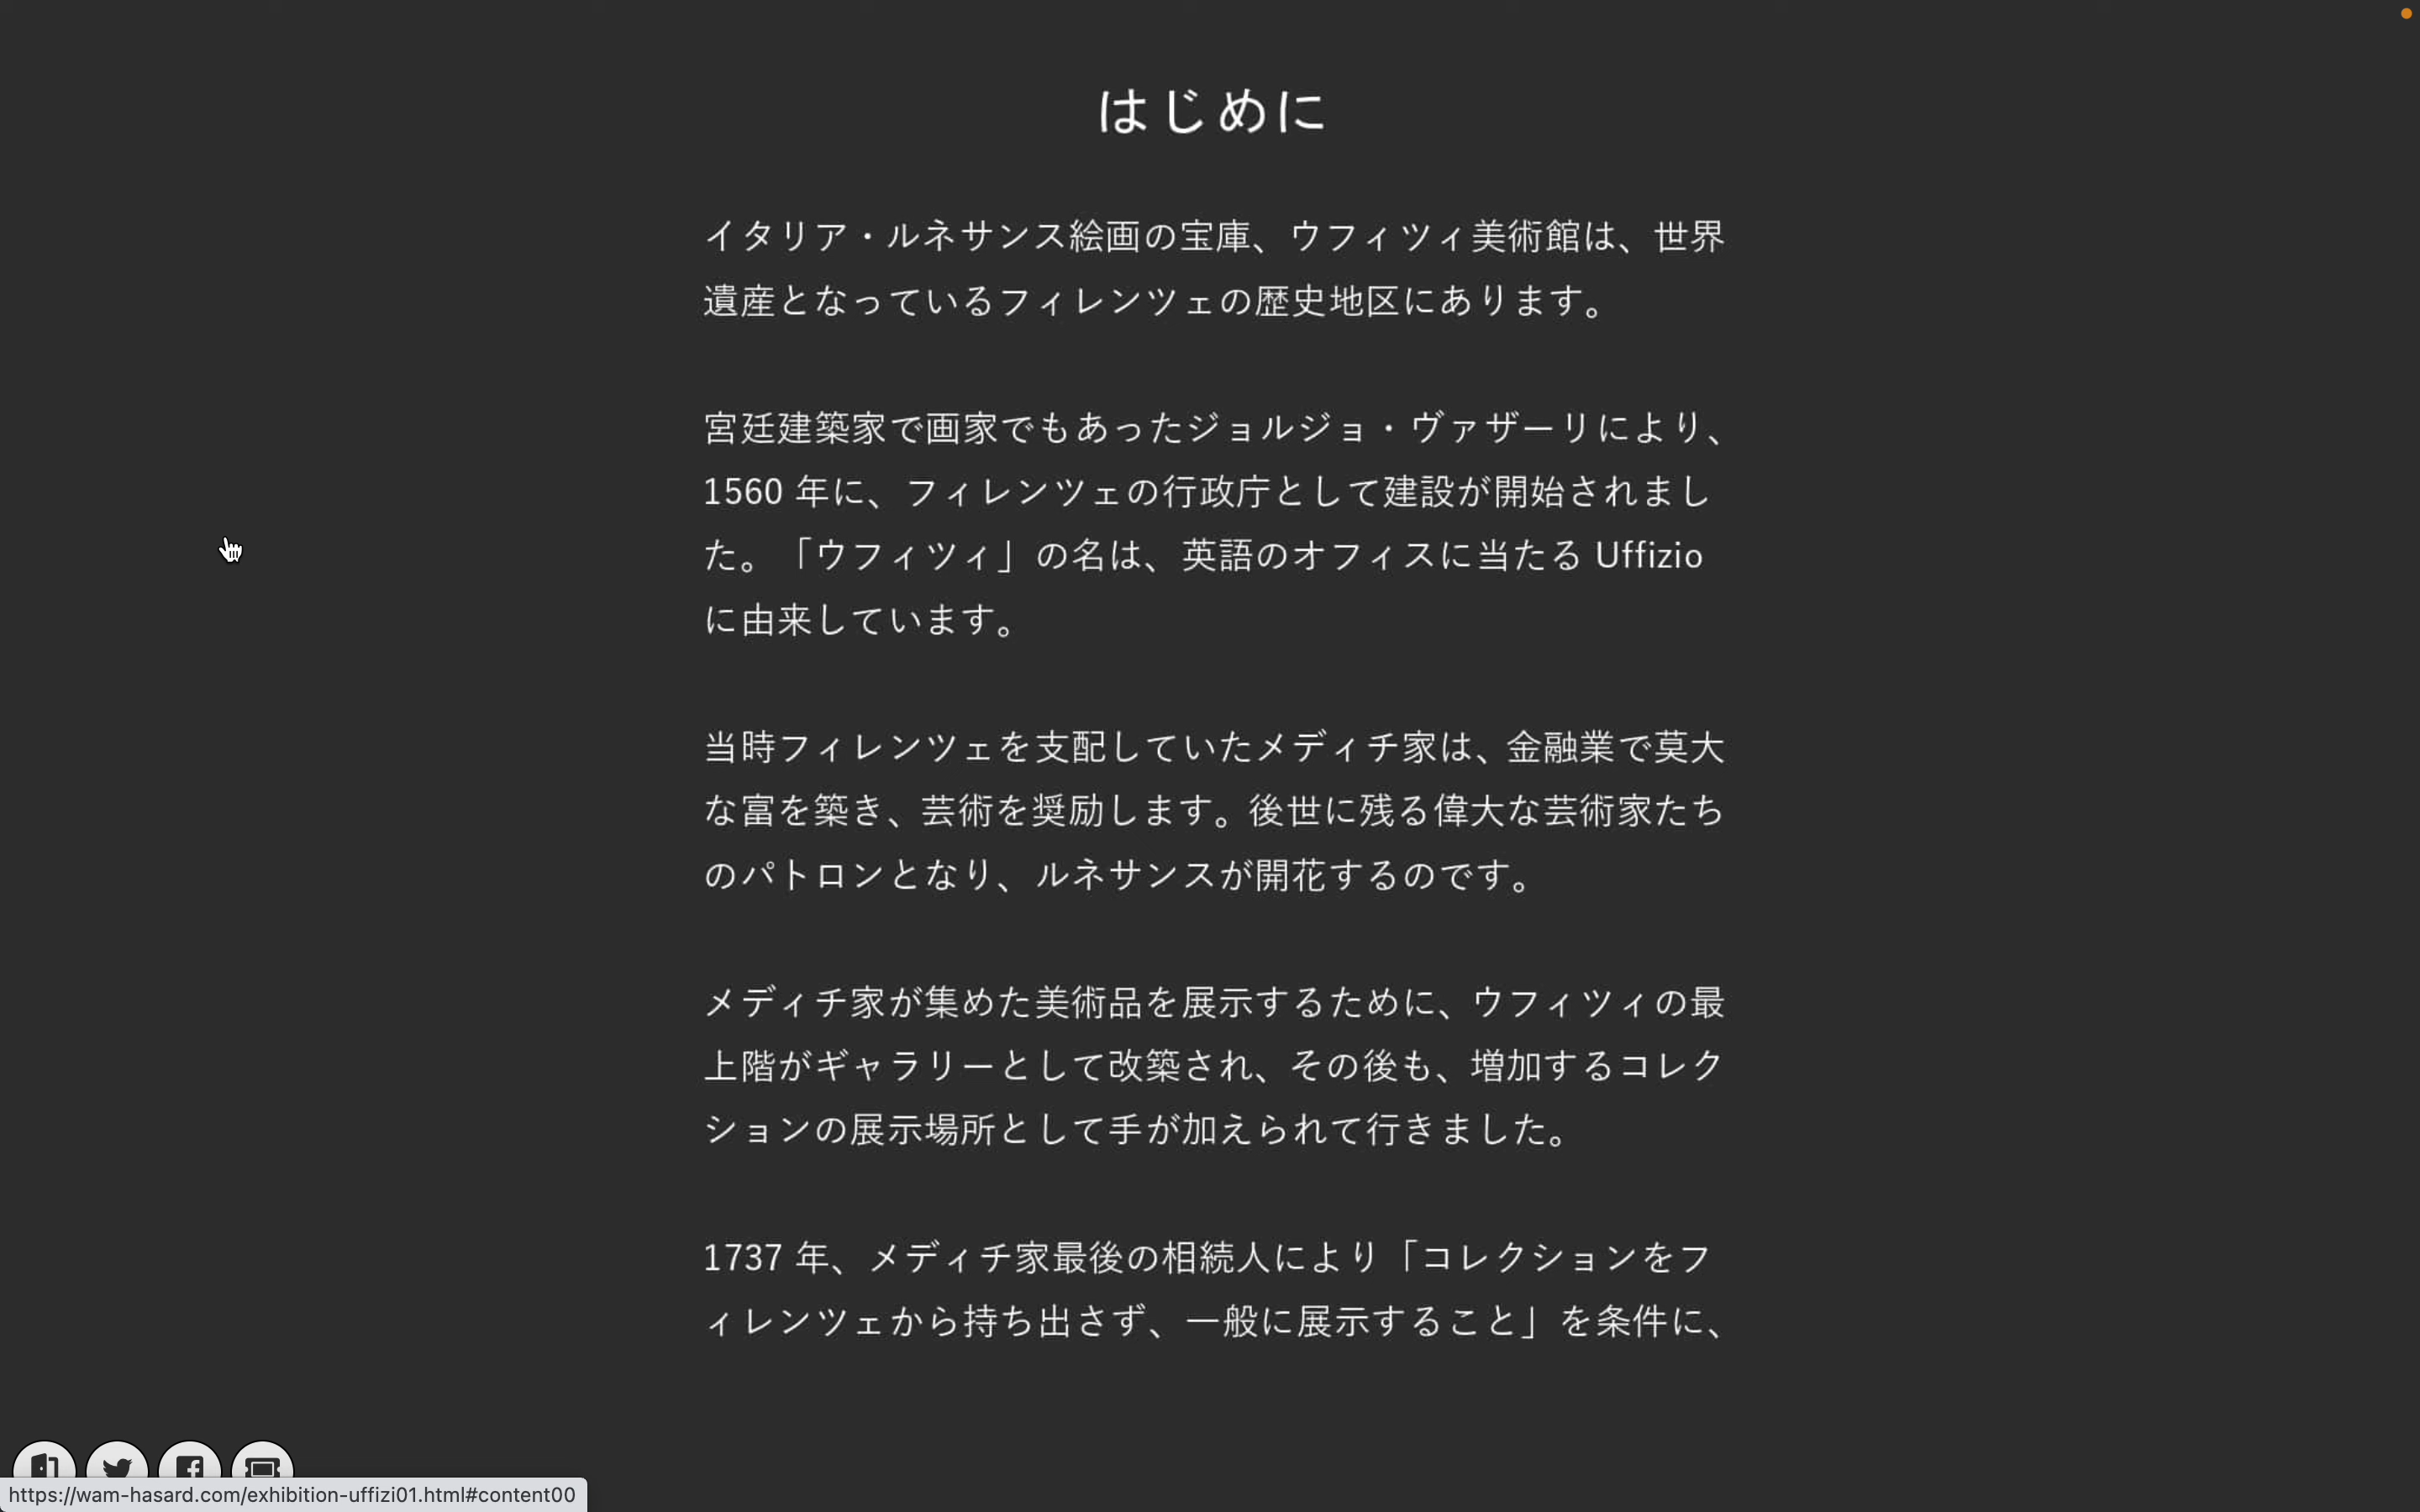 はじめに
イタリア・ルネサンス絵画の宝庫、ウフィツィ美術館は、世界
遺産となっているフィレンツェの歴史地区にあります。
宮廷建築家で画家でもあったジョルジョ・ヴァザーリにより、
1560 年に、フィレンツェの行政庁として建設が開始されまし
た。「ウフィツィ」の名は、英語のオフィスに当たる Uffizio
に由来しています。
当時フィレンツェを支配していたメディチ家は、金融業で莫大
な富を築き、芸術を奨励します。後世に残る偉大な芸術家たち
のパトロンとなり、ルネサンスが開花するのです。
メディチ家が集めた美術品を展示するために、ウフィツィの最
上階がギャラリーとして改築され、その後も、増加するコレク
ションの展示場所として手が加えられて行きました。
1737 年、メディチ家最後の相続人により「コレクションをフ
ィレンツェから持ち出さず、一般に展示すること」を条件に、
https://wam-hasard.com/exhibition-uffizi01.html#content00